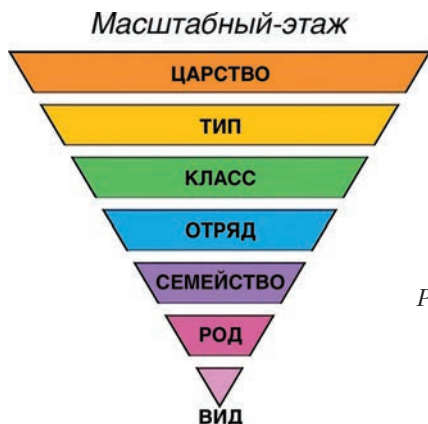 Масштабный-этаж
ЦАРСТВО
ТИП
КЛАСС
ОТРЯД
СЕМЕЙСТВО
Р
РОД
ВИД